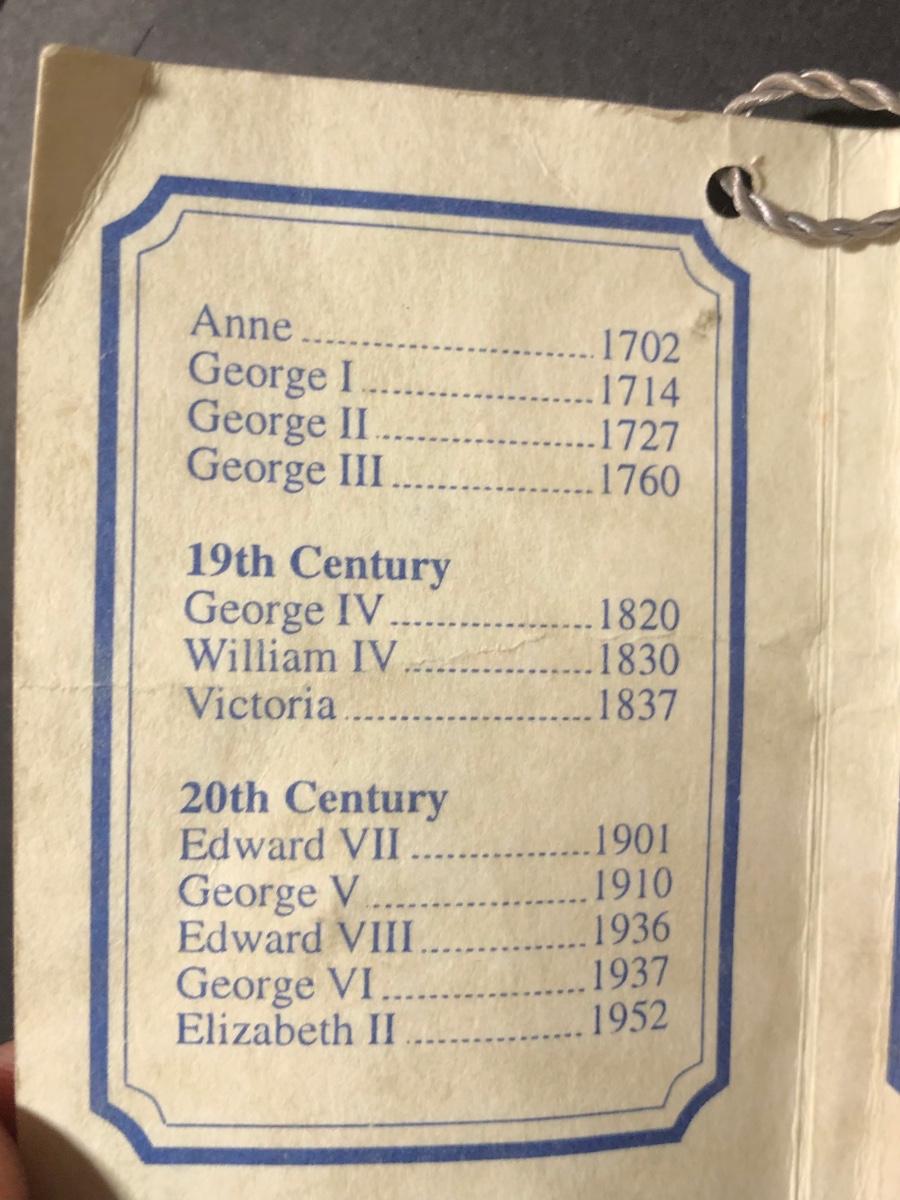 Anne ........ 1702
George I ........ 1714
George II ........ 1727
George III ........ 1760
19th Century
George IV ........ 1820
William IV ........ 1830
Victoria ........ 1837
20th Century
Edward VII ........ 1901
George V ........ 1910
Edward VIII ........ 1936
George VI ........ 1937
Elizabeth II ........ 1952